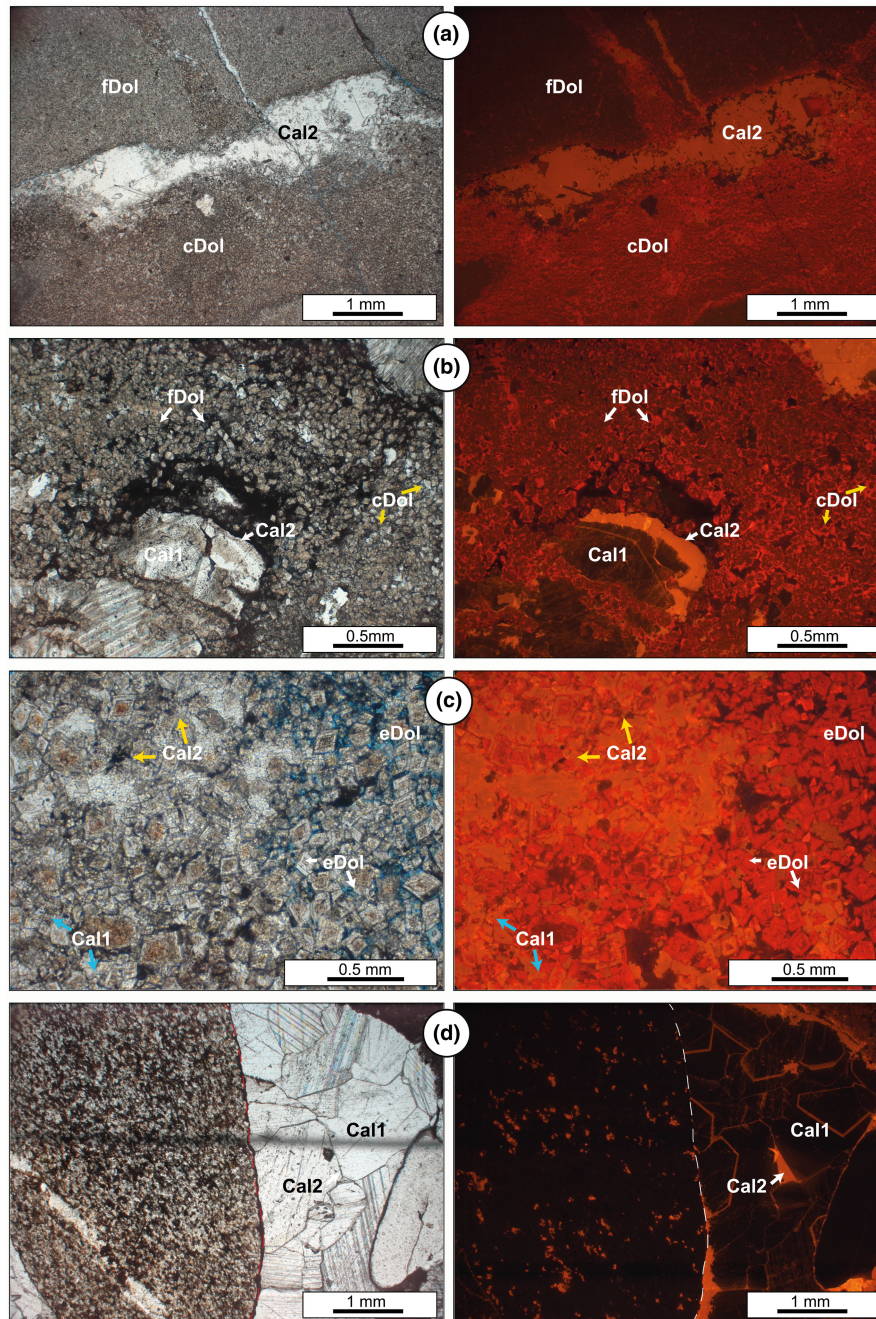 (a)
fDol
Cal2
cDol
1 mm
fDol
Cal2
cDol
1 mm
(b)
fDol
cDol
Cal2
Cal1
0.5mm
fDol
cDol
Cal2
Cal1
0.5mm
(c)
eDol
Cal2
eDol
Cal1
0.5 mm
eDol
Cal2
eDol
Cal1
0.5 mm
(d)
Cal1
Cal2
1 mm
Cal1
Cal2
1 mm